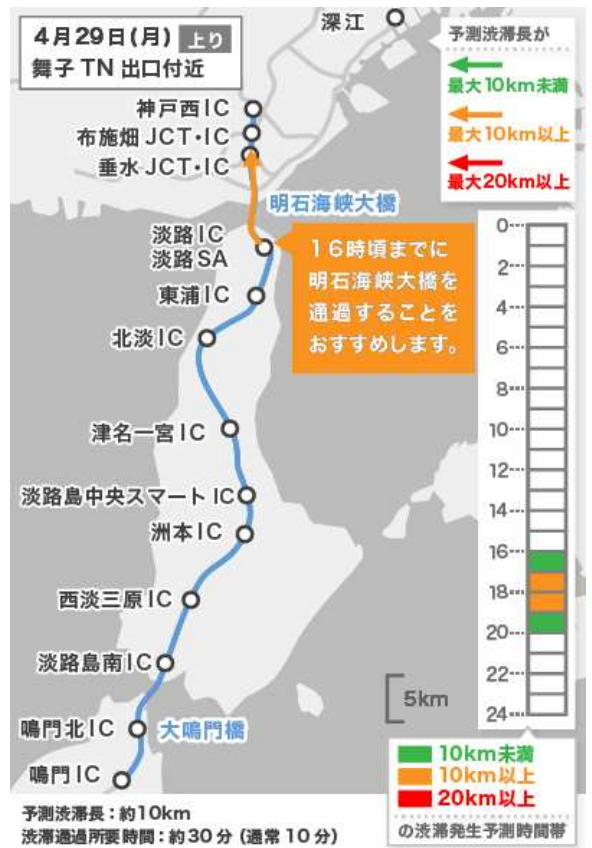 4月29日(月) 上り
舞子TN 出口付近
深江
予測渋滞長が
最大10km未満
最大10km以上
最大20km以上
神戸西IC
布施畑JCT・IC
垂水JCT・IC
明石海峡大橋
淡路IC
淡路SA
16時頃までに
明石海峡大橋を
通過することを
おすすめします。
東浦IC
北淡IC
津名一宮IC
淡路島中央スマートIC
洲本IC
西淡三原IC
淡路島南IC
鳴門北IC
大鳴門橋
鳴門IC
0
2
4
6
8
10
12
14
16
18
20
22
24
5km
10km未満
10km以上
20km以上
の渋滞発生予測時間帯
予測渋滞長：約10km
渋滞通過所要時間：約30分（通常10分）